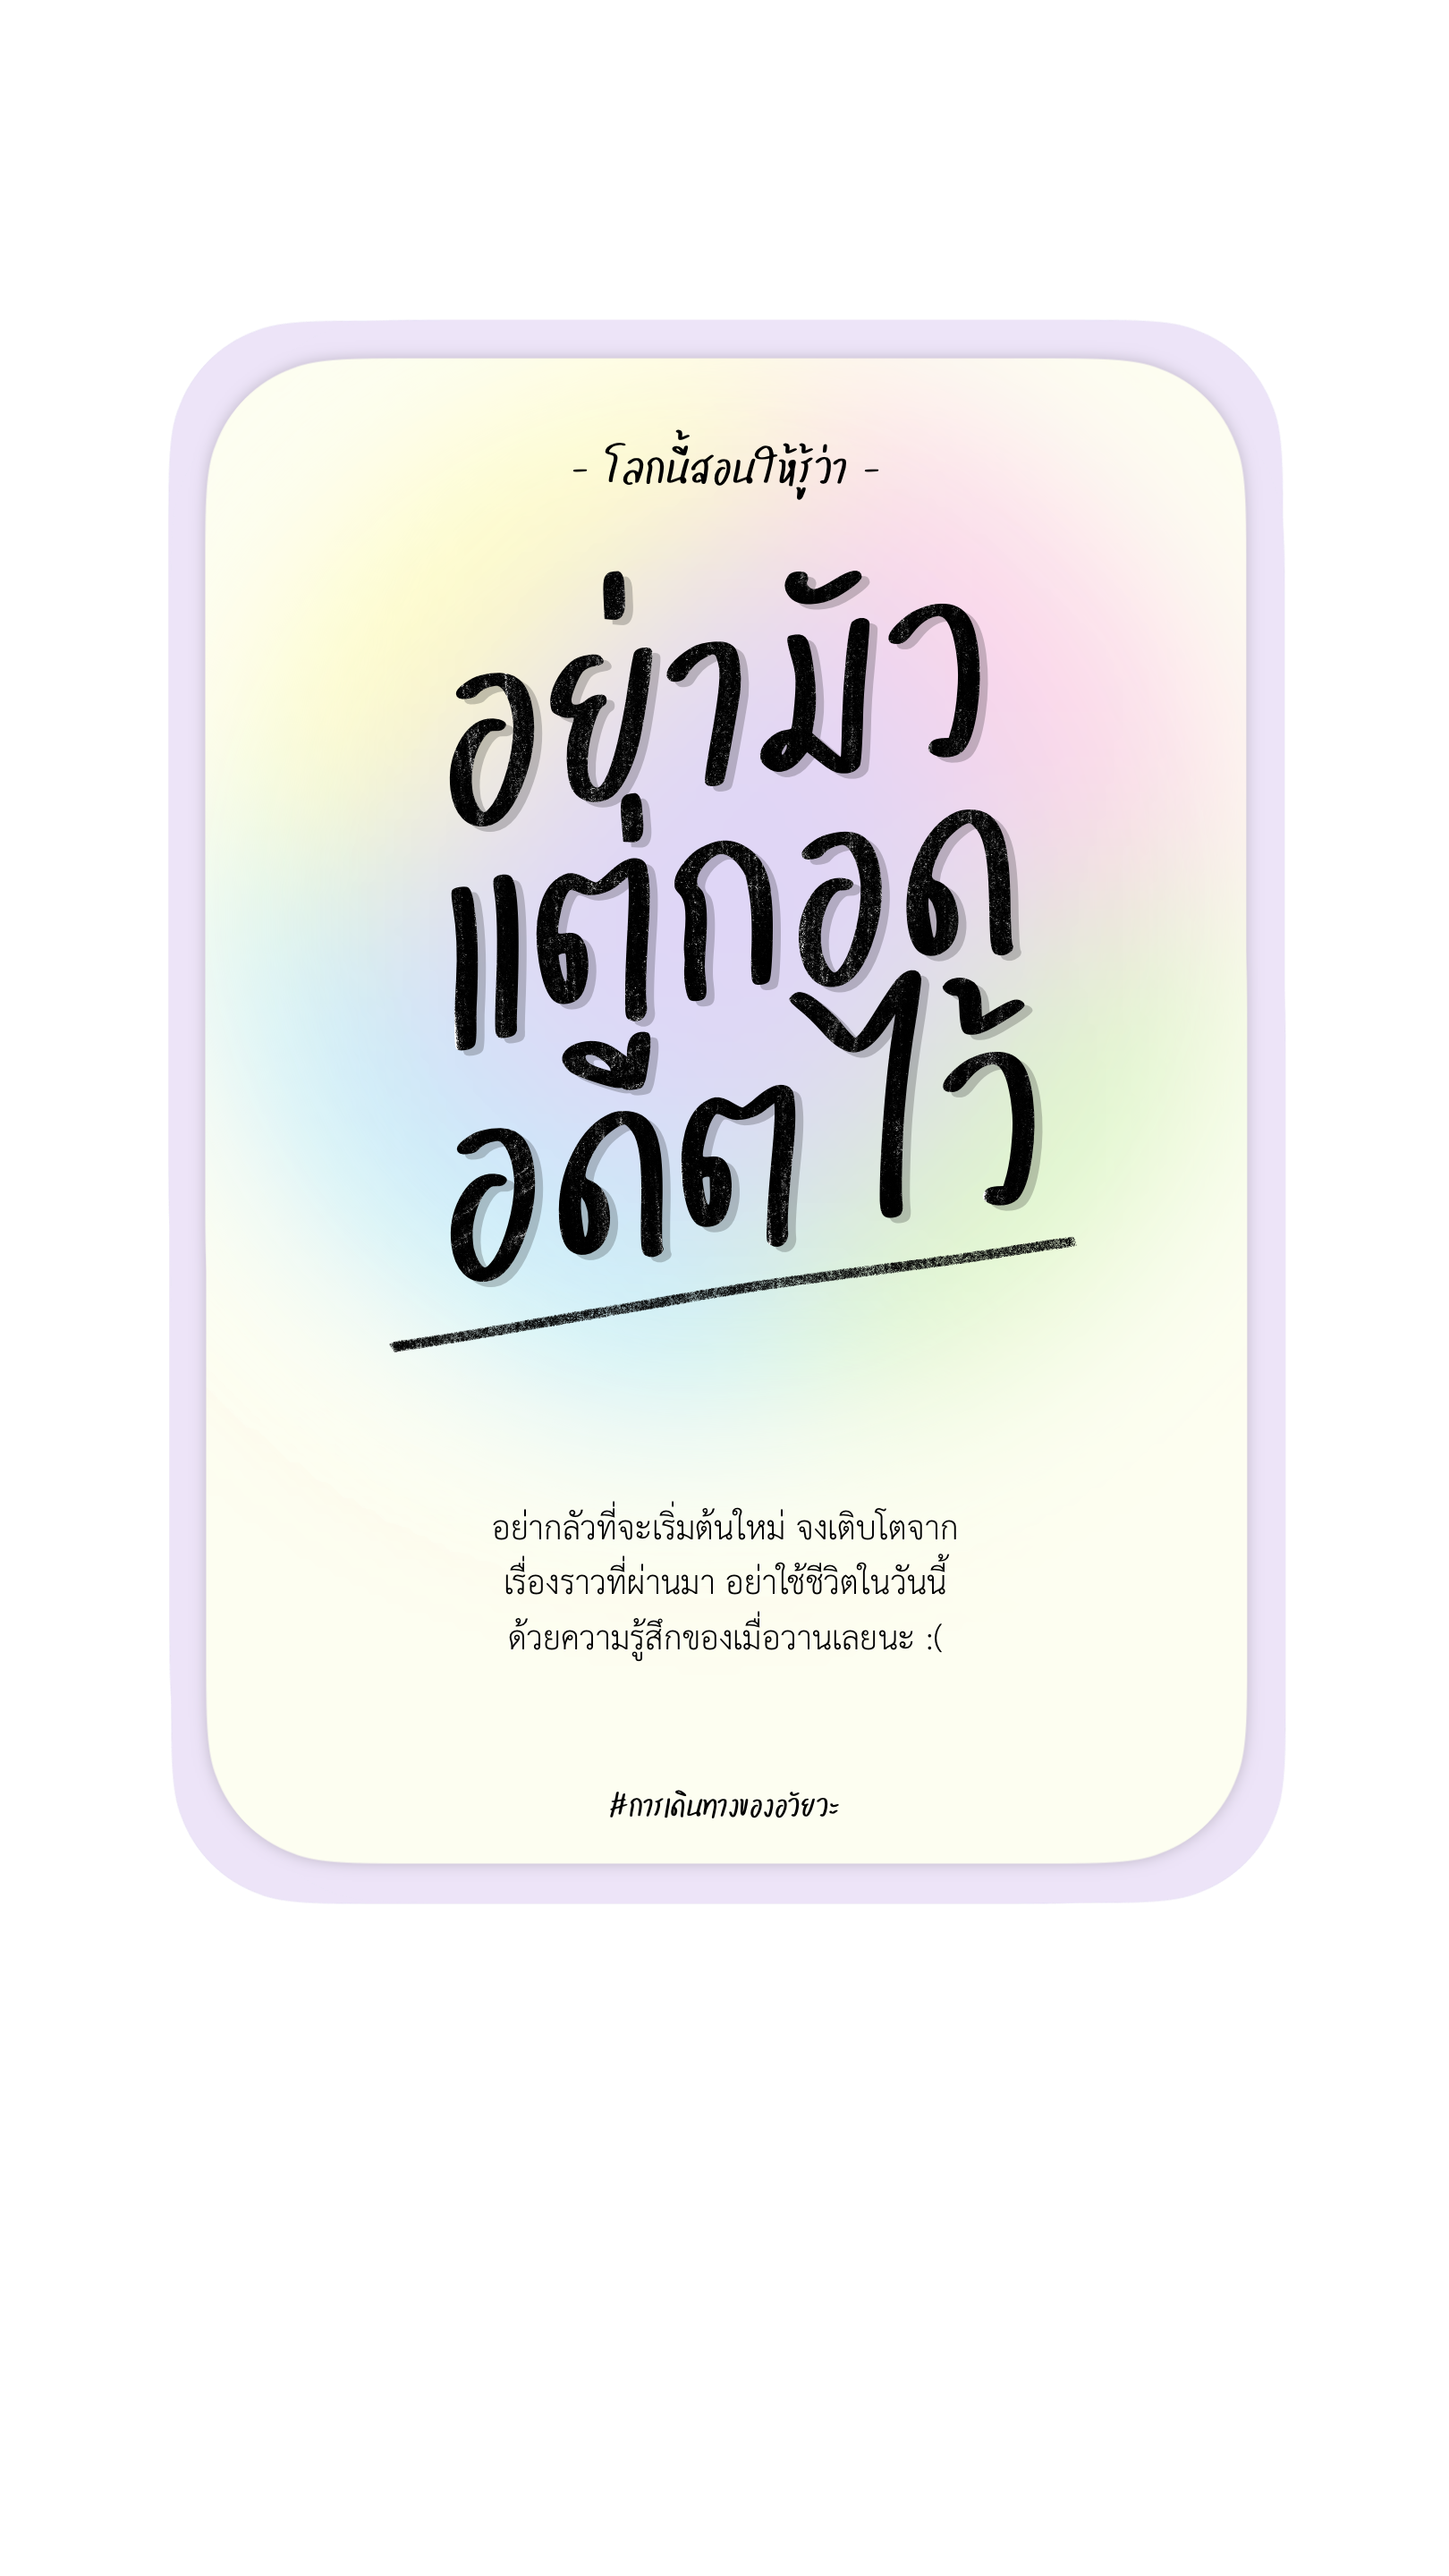 - โลกนี้สอนให้รู้ว่า -
อย่ามัว
แต่กอด
อดีตไว้
อย่ากลัวที่จะเริ่มต้นใหม่ จงเติบโตจาก
เรื่องราวที่ผ่านมา อย่าใช้ชีวิตในวันนี้
ด้วยความรู้สึกของเมื่อวานเลยนะ :(
#การเดินทางของอวัยวะ